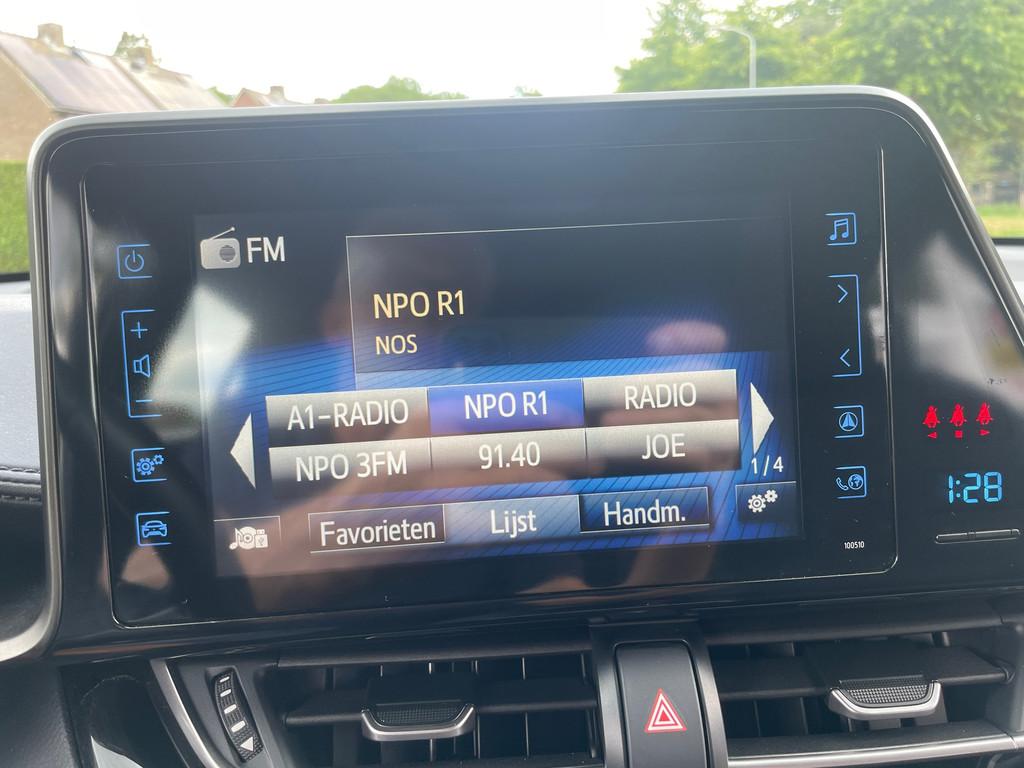 FM
NPO R1
NOS
A1-RADIO
NPO R1
RADIO
NPO 3FM
91.40
JOE
1/4
Favorieten
Lijst
Handm.
100510
1:28